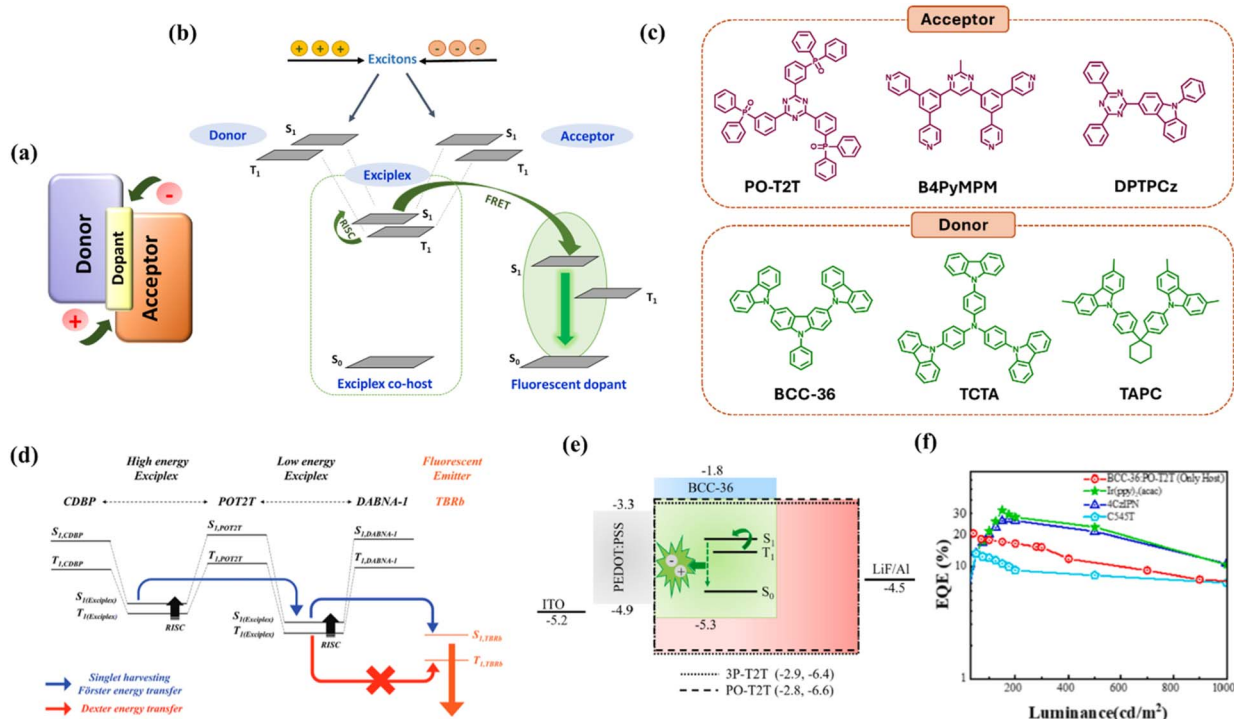 (a)
Donor
Dopant
Acceptor
-
+
(b)
+ + +
Excitons
- - -
Donor
S1
T1
S1
T1
Acceptor
Exciplex
RISC
S1
T1
FRET
S1
T1
S0
S0
Exciplex co-host
Fluorescent dopant
(c)
Acceptor
PO-T2T
B4PyMPM
DPTPCz
Donor
BCC-36
TCTA
TAPC
(d)
High energy
Exciplex
Low energy
Exciplex
Fluorescent
Emitter
CDBP
POT2T
DABNA-1
TBRb
S1,CDBP
T1,CDBP
S1,POT2T
T1,POT2T
S1,DABNA-1
T1,DABNA-1
S1(Exciplex)
T1(Exciplex)
RISC
S1(Exciplex)
T1(Exciplex)
RISC
S1,TBRb
T1,TBRb
Singlet harvesting
Förster energy transfer
Dexter energy transfer
(e)
-1.8
BCC-36
-3.3
PEDOT:PSS
-4.9
ITO
-5.2
S1
T1
S0
-5.3
LiF/Al
-4.5
3P-T2T (-2.9, -6.4)
PO-T2T (-2.8, -6.6)
(f)
BCC-36:PO-T2T (Only Host)
Ir(ppy)2(acac)
4CzIPN
C545T
EQE (%)
30
20
10
1
200
400
600
800
1000
Luminance(cd/m2)